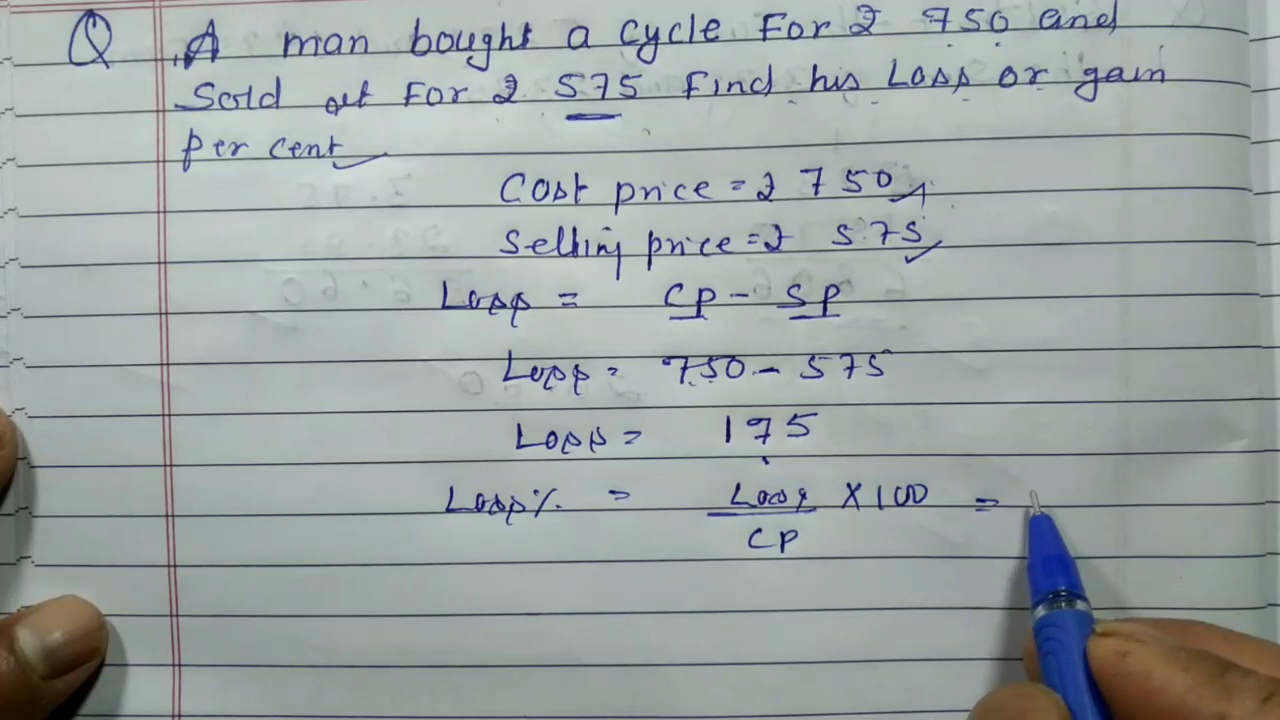 Q A man bought a cycle For ₹ 750 and
Sold it For ₹ 575 Find his Loss or gain
per cent
Cost price = ₹ 750
Selling price = ₹ 575
Loss = CP - SP
Loss = 750 - 575
Loss = 175
Loss% = Loss/CP × 100 =